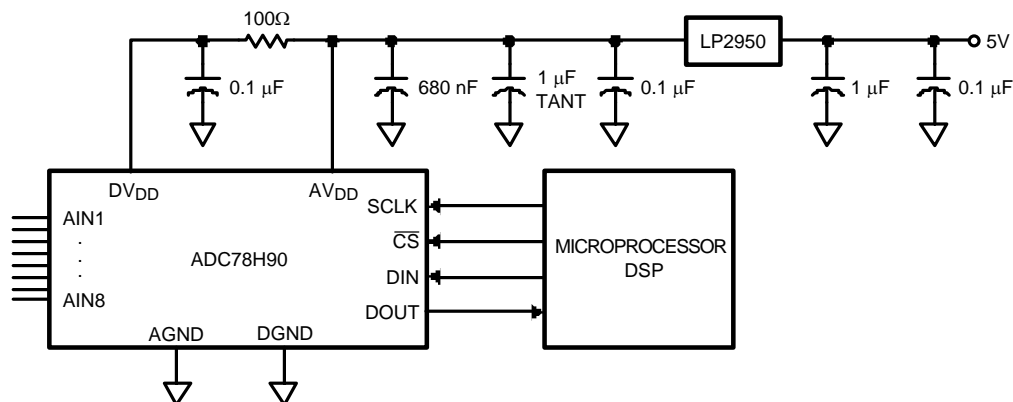 100Ω
LP2950
5V
0.1 μF
680 nF
1 μF
TANT
0.1 μF
1 μF
0.1 μF
DVDD
AVDD
AIN1
.
.
.
AIN8
ADC78H90
SCLK
C̅S̅
DIN
DOUT
MICROPROCESSOR
DSP
AGND
DGND